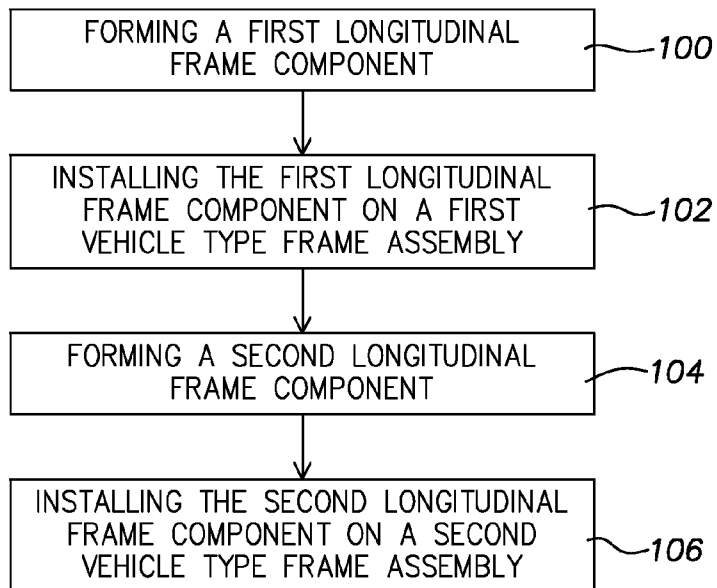 FORMING A FIRST LONGITUDINAL
FRAME COMPONENT
100
INSTALLING THE FIRST LONGITUDINAL
FRAME COMPONENT ON A FIRST
VEHICLE TYPE FRAME ASSEMBLY
102
FORMING A SECOND LONGITUDINAL
FRAME COMPONENT
104
INSTALLING THE SECOND LONGITUDINAL
FRAME COMPONENT ON A SECOND
VEHICLE TYPE FRAME ASSEMBLY
106